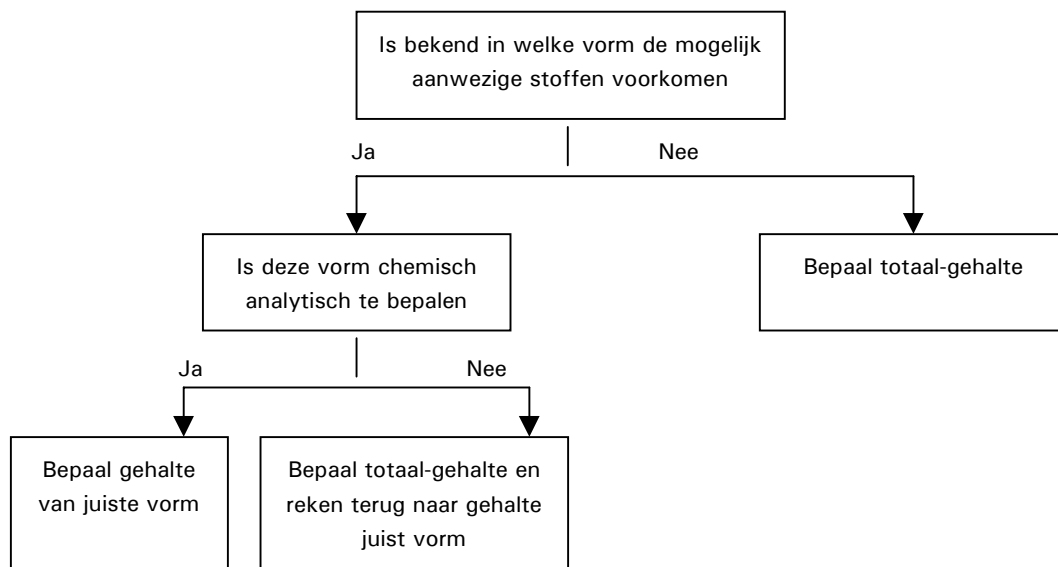 Is bekend in welke vorm de mogelijk
aanwezige stoffen voorkomen
Ja
Nee
Is deze vorm chemisch
analytisch te bepalen
Bepaal totaal-gehalte
Ja
Nee
Bepaal gehalte
van juiste vorm
Bepaal totaal-gehalte en
reken terug naar gehalte
juist vorm